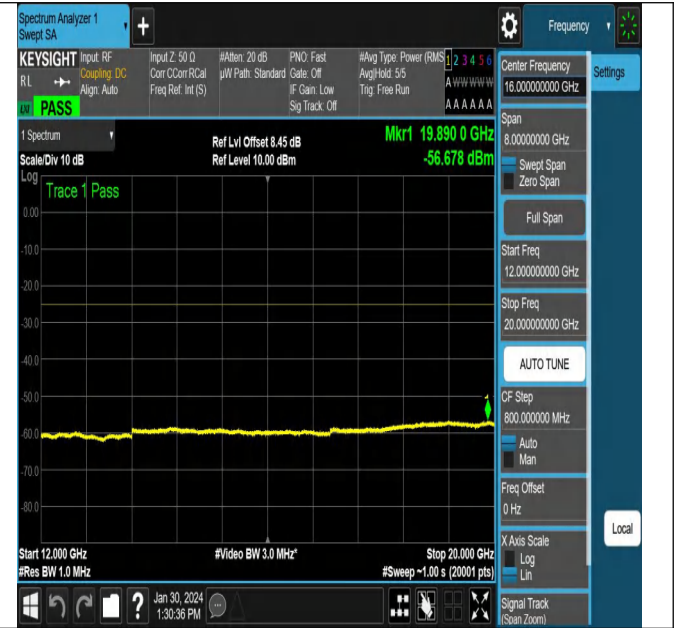 Spectrum Analyzer 1
Swept SA
+
Frequency
KEYSIGHT
RL
PASS
Input: RF
Coupling: DC
Align: Auto
Input Z: 50 Ω
Corr CCorr RCal
Freq Ref: Int (S)
#Atten: 20 dB
µW Path: Standard
PNO: Fast
Gate: Off
IF Gain: Low
Sig Track: Off
#Avg Type: Power (RMS
Avg|Hold: 5/5
Trig: Free Run
1 2 3 4 5 6
A W W W W W
A A A A A A
Center Frequency
16.000000000 GHz
Settings
Span
8.00000000 GHz
Swept Span
Zero Span
Full Span
Start Freq
12.000000000 GHz
Stop Freq
20.000000000 GHz
AUTO TUNE
CF Step
800.000000 MHz
Auto
Man
Freq Offset
0 Hz
X Axis Scale
Log
Lin
Local
Signal Track
(Span Zoom)
1 Spectrum
Scale/Div 10 dB
Ref Lvl Offset 8.45 dB
Ref Level 10.00 dBm
Mkr1 19.890 0 GHz
-56.678 dBm
Log
Trace 1 Pass
0.00
-10.0
-20.0
-30.0
-40.0
-50.0
-60.0
-70.0
-80.0
1
Start 12.000 GHz
#Video BW 3.0 MHz*
Stop 20.000 GHz
#Res BW 1.0 MHz
#Sweep ~1.00 s (20001 pts)
?
Jan 30, 2024
1:30:36 PM